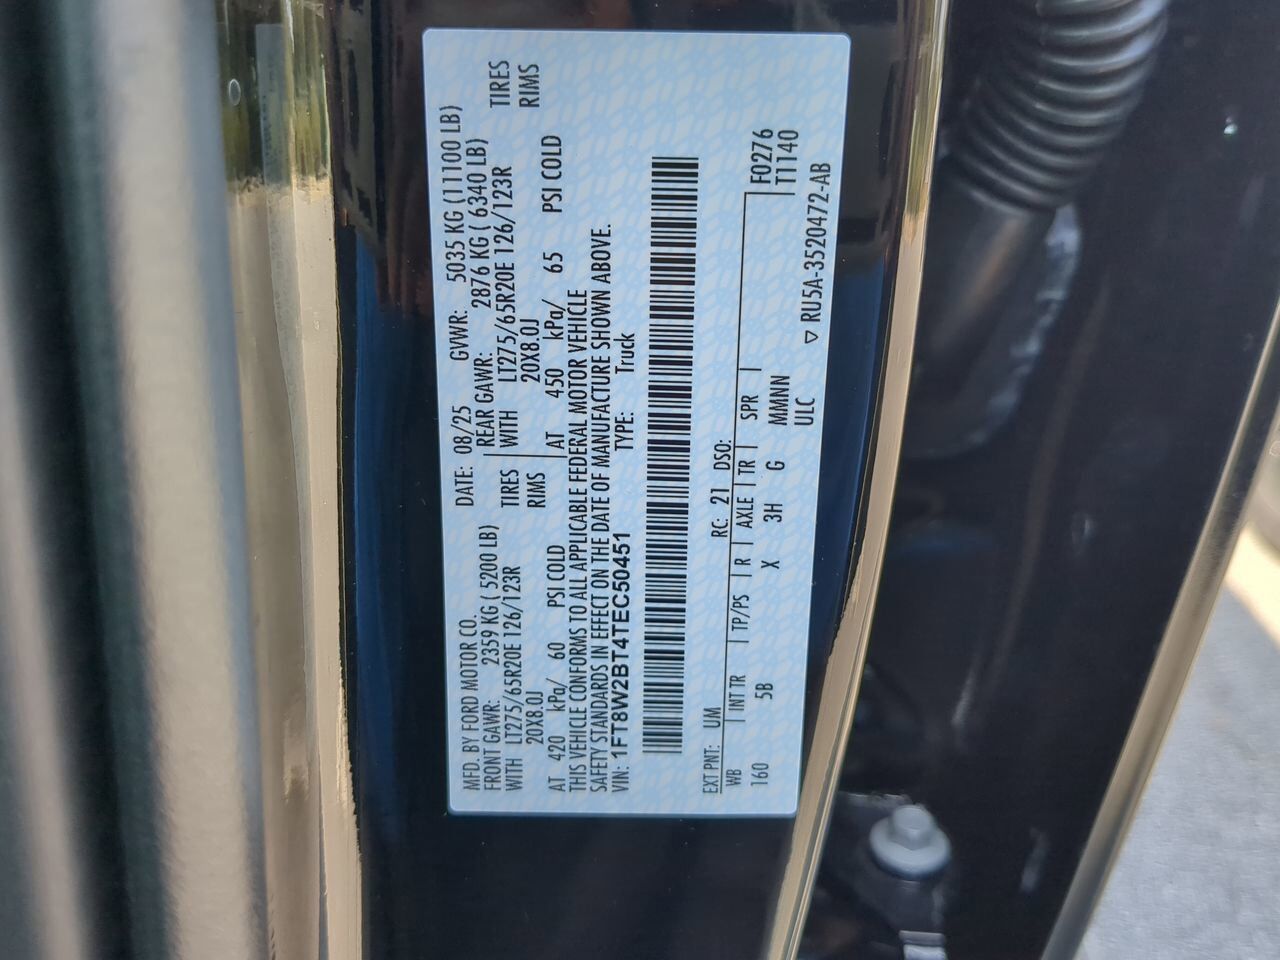 MFD. BY FORD MOTOR CO. DATE: 08/25 GVWR: 5035 KG (11100 LB)
FRONT GAWR: 2359 KG ( 5200 LB) REAR GAWR: 2876 KG ( 6340 LB)
WITH LT275/65R20E 126/123R TIRES WITH LT275/65R20E 126/123R TIRES
20X8.0J RIMS 20X8.0J RIMS
AT 420 kPa/ 60 PSI COLD AT 450 kPa/ 65 PSI COLD
THIS VEHICLE CONFORMS TO ALL APPLICABLE FEDERAL MOTOR VEHICLE
SAFETY STANDARDS IN EFFECT ON THE DATE OF MANUFACTURE SHOWN ABOVE.
VIN: 1FT8W2BT4TEC50451 TYPE: Truck
EXT PNT: UM RC: 21 DSO:
WB INT TR TP/PS R AXLE TR SPR F0276
160 5B X 3H G MMNN T1140
ULC
RU5A-3520472-AB